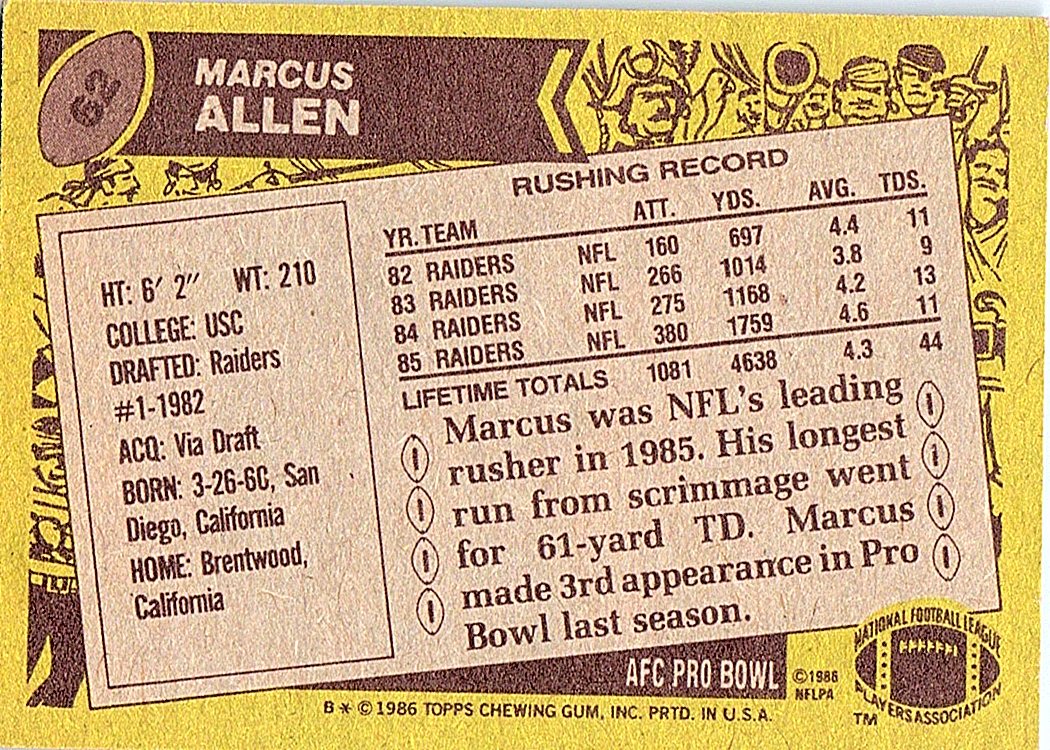 62
MARCUS
ALLEN
RUSHING RECORD
YR. TEAM ATT. YDS. AVG. TDS.
82 RAIDERS NFL 160 697 4.4 11
83 RAIDERS NFL 266 1014 3.8 9
84 RAIDERS NFL 275 1168 4.2 13
85 RAIDERS NFL 380 1759 4.6 11
LIFETIME TOTALS 1081 4638 4.3 44
HT: 6′ 2″ WT: 210
COLLEGE: USC
DRAFTED: Raiders
#1-1982
ACQ: Via Draft
BORN: 3-26-60, San
Diego, California
HOME: Brentwood,
California
Marcus was NFL's leading
rusher in 1985. His longest
run from scrimmage went
for 61-yard TD. Marcus
made 3rd appearance in Pro
Bowl last season.
AFC PRO BOWL
©1986
NFLPA
NATIONAL FOOTBALL LEAGUE
PLAYERS ASSOCIATION
TM
B * © 1986 TOPPS CHEWING GUM, INC. PRTD. IN U.S.A.